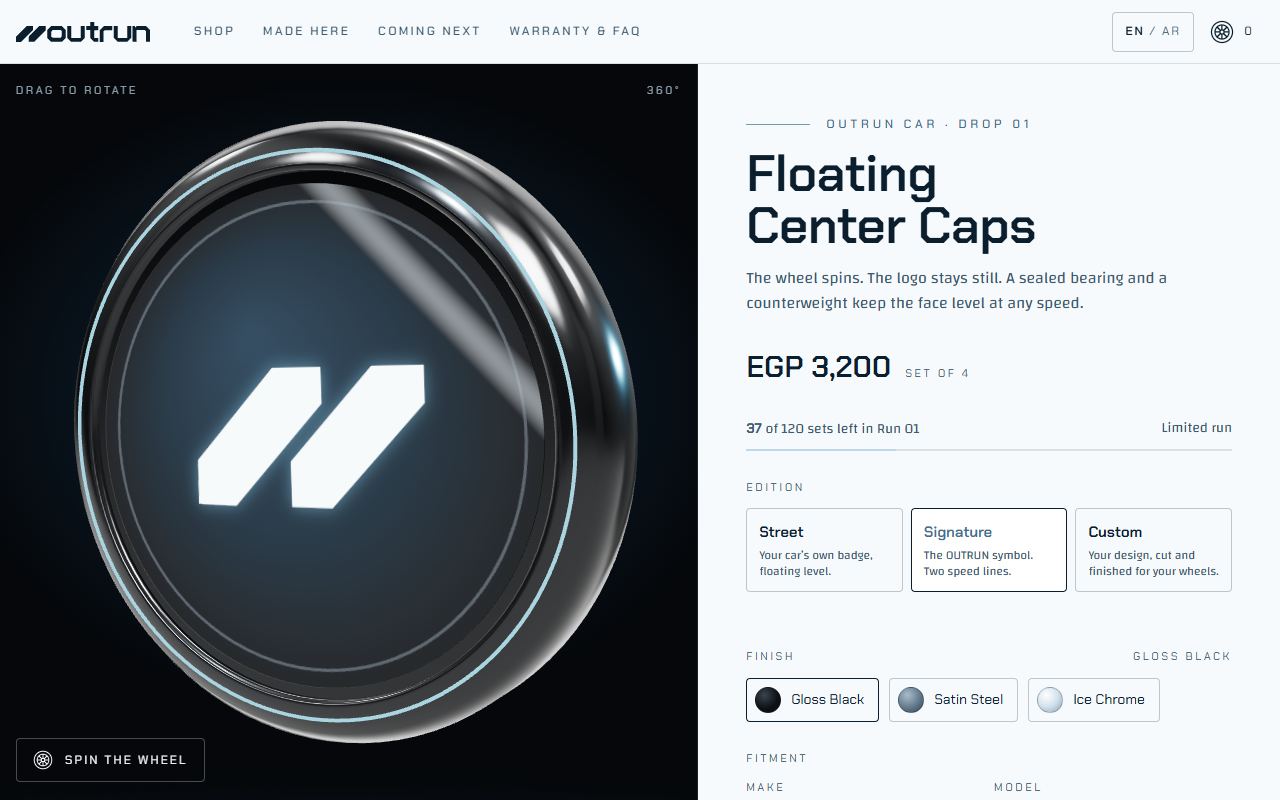 outrun
SHOP
MADE HERE
COMING NEXT
WARRANTY & FAQ
EN / AR
0
DRAG TO ROTATE
360°
SPIN THE WHEEL
OUTRUN CAR · DROP 01
Floating
Center Caps
The wheel spins. The logo stays still. A sealed bearing and a
counterweight keep the face level at any speed.
EGP 3,200 SET OF 4
37 of 120 sets left in Run 01
Limited run
EDITION
Street
Your car's own badge,
floating level.
Signature
The OUTRUN symbol.
Two speed lines.
Custom
Your design, cut and
finished for your wheels.
FINISH
GLOSS BLACK
Gloss Black
Satin Steel
Ice Chrome
FITMENT
MAKE
MODEL